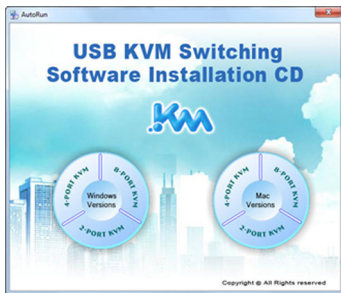 AutoRun
USB KVM Switching
Software Installation CD
KM
4-PORT KVM
8-PORT KVM
Windows
Versions
2-PORT KVM
4-PORT KVM
8-PORT KVM
Mac
Versions
2-PORT KVM
Copyright @ All Rights reserved